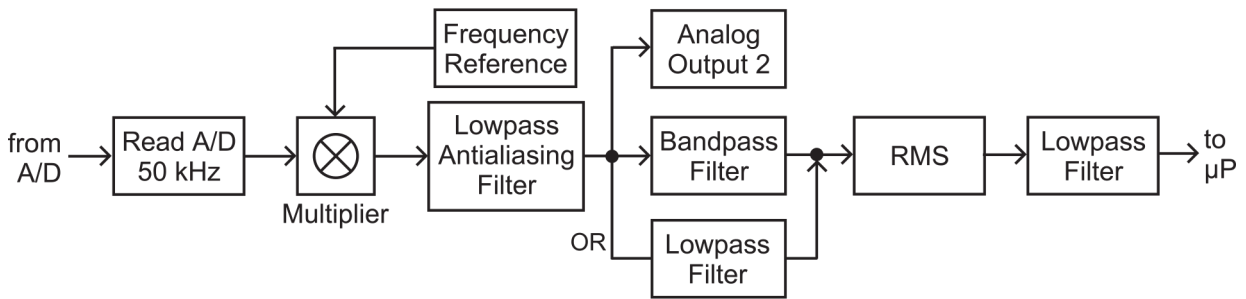 Frequency
Reference
Analog
Output 2
from
A/D
Read A/D
50 kHz
Multiplier
Lowpass
Antialiasing
Filter
Bandpass
Filter
RMS
Lowpass
Filter
to
µP
OR
Lowpass
Filter